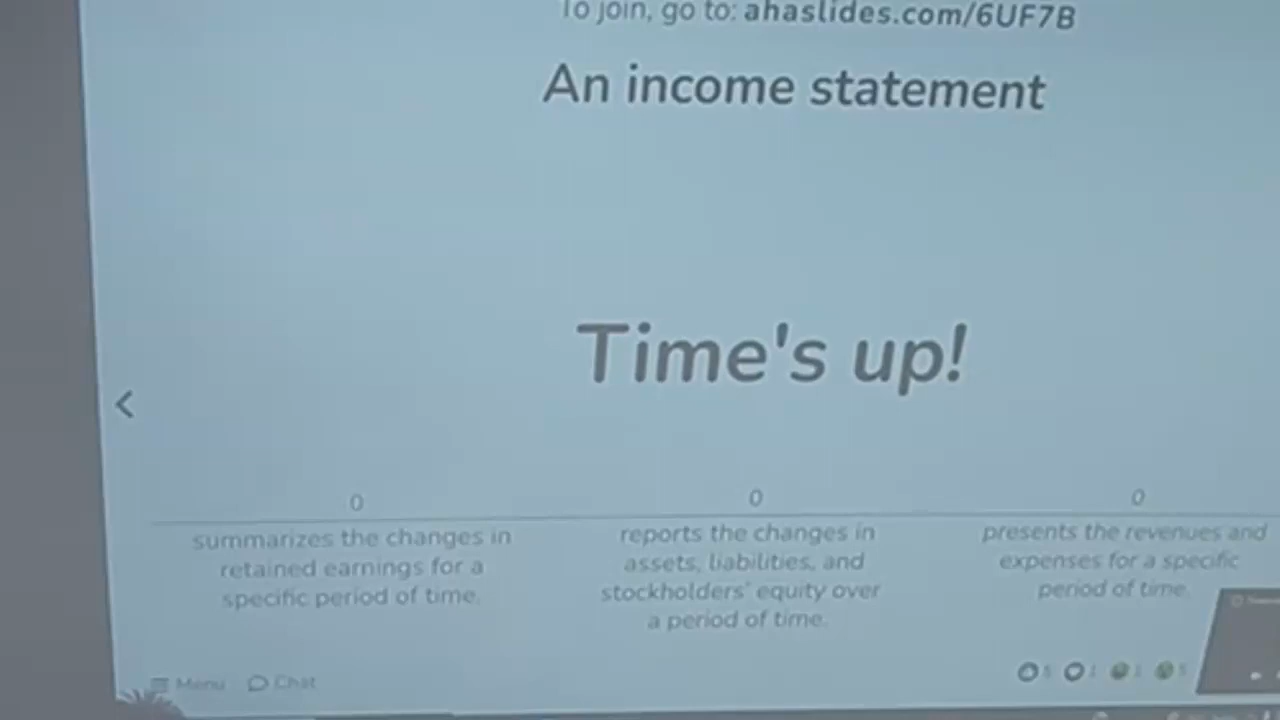 To join, go to: ahaslides.com/6UF7B
An income statement
Time's up!
0
summarizes the changes in
retained earnings for a
specific period of time.
0
reports the changes in
assets, liabilities, and
stockholders' equity over
a period of time.
0
presents the revenues and
expenses for a specific
period of time.
Menu
Chat